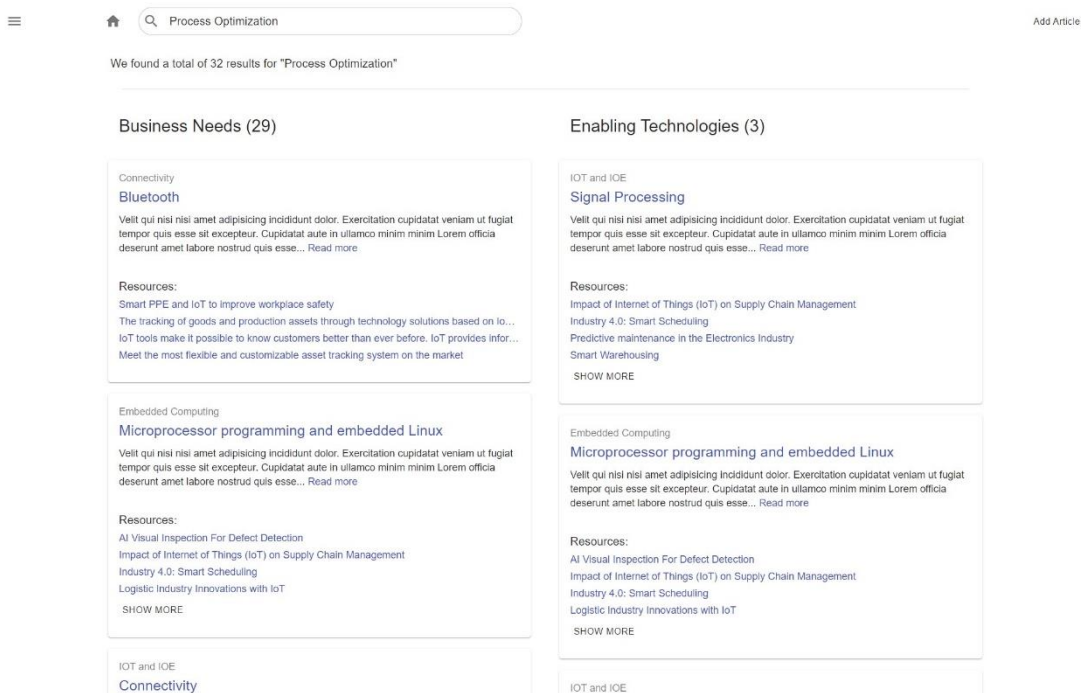 Process Optimization
Add Article
We found a total of 32 results for "Process Optimization"
Business Needs (29)
Connectivity
Bluetooth
Velit qui nisi nisi amet adipisicing incididunt dolor. Exercitation cupidatat veniam ut fugiat
tempor quis esse sit excepteur. Cupidatat aute in ullamco minim minim Lorem officia
deserunt amet labore nostrud quis esse... Read more
Resources:
Smart PPE and IoT to improve workplace safety
The tracking of goods and production assets through technology solutions based on Io...
IoT tools make it possible to know customers better than ever before. IoT provides infor...
Meet the most flexible and customizable asset tracking system on the market
Embedded Computing
Microprocessor programming and embedded Linux
Velit qui nisi nisi amet adipisicing incididunt dolor. Exercitation cupidatat veniam ut fugiat
tempor quis esse sit excepteur. Cupidatat aute in ullamco minim minim Lorem officia
deserunt amet labore nostrud quis esse... Read more
Resources:
AI Visual Inspection For Defect Detection
Impact of Internet of Things (IoT) on Supply Chain Management
Industry 4.0: Smart Scheduling
Logistic Industry Innovations with IoT
SHOW MORE
IOT and IOE
Connectivity
Enabling Technologies (3)
IOT and IOE
Signal Processing
Velit qui nisi nisi amet adipisicing incididunt dolor. Exercitation cupidatat veniam ut fugiat
tempor quis esse sit excepteur. Cupidatat aute in ullamco minim minim Lorem officia
deserunt amet labore nostrud quis esse... Read more
Resources:
Impact of Internet of Things (IoT) on Supply Chain Management
Industry 4.0: Smart Scheduling
Predictive maintenance in the Electronics Industry
Smart Warehousing
SHOW MORE
Embedded Computing
Microprocessor programming and embedded Linux
Velit qui nisi nisi amet adipisicing incididunt dolor. Exercitation cupidatat veniam ut fugiat
tempor quis esse sit excepteur. Cupidatat aute in ullamco minim minim Lorem officia
deserunt amet labore nostrud quis esse... Read more
Resources:
AI Visual Inspection For Defect Detection
Impact of Internet of Things (IoT) on Supply Chain Management
Industry 4.0: Smart Scheduling
Logistic Industry Innovations with IoT
SHOW MORE
IOT and IOE